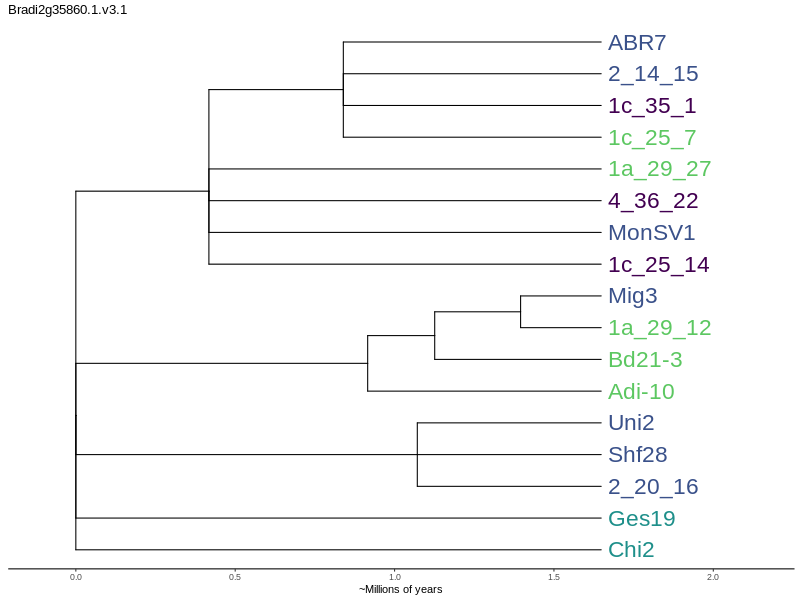 Bradi2g35860.1.v3.1
ABR7
2_14_15
1c_35_1
1c_25_7
1a_29_27
4_36_22
MonSV1
1c_25_14
Mig3
1a_29_12
Bd21-3
Adi-10
Uni2
Shf28
2_20_16
Ges19
Chi2
0.0 0.5 1.0 1.5 2.0
~Millions of years